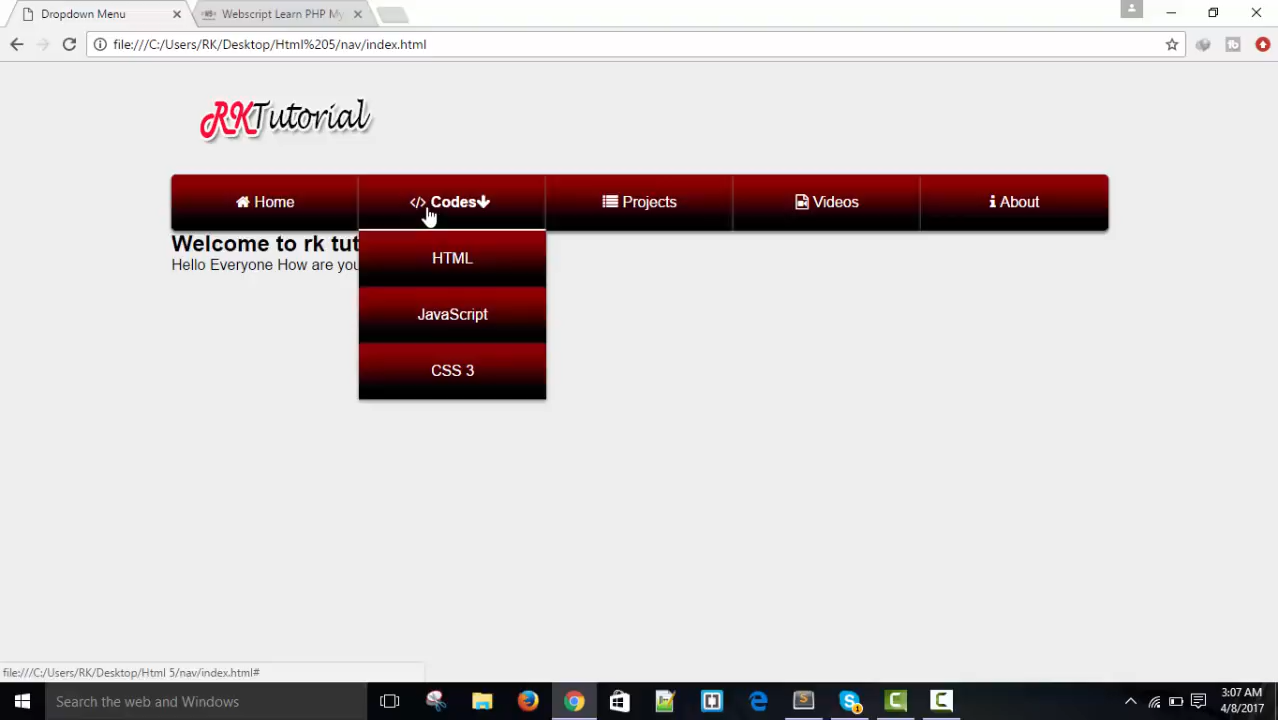 Dropdown Menu
Webscript Learn PHP My
file:///C:/Users/RK/Desktop/Html%205/nav/index.html
RKTutorial
Home
Codes
Projects
Videos
About
Welcome to rk tut
Hello Everyone How are you
HTML
JavaScript
CSS 3
file:///C:/Users/RK/Desktop/Html 5/nav/index.html#
Search the web and Windows
3:07 AM
4/8/2017